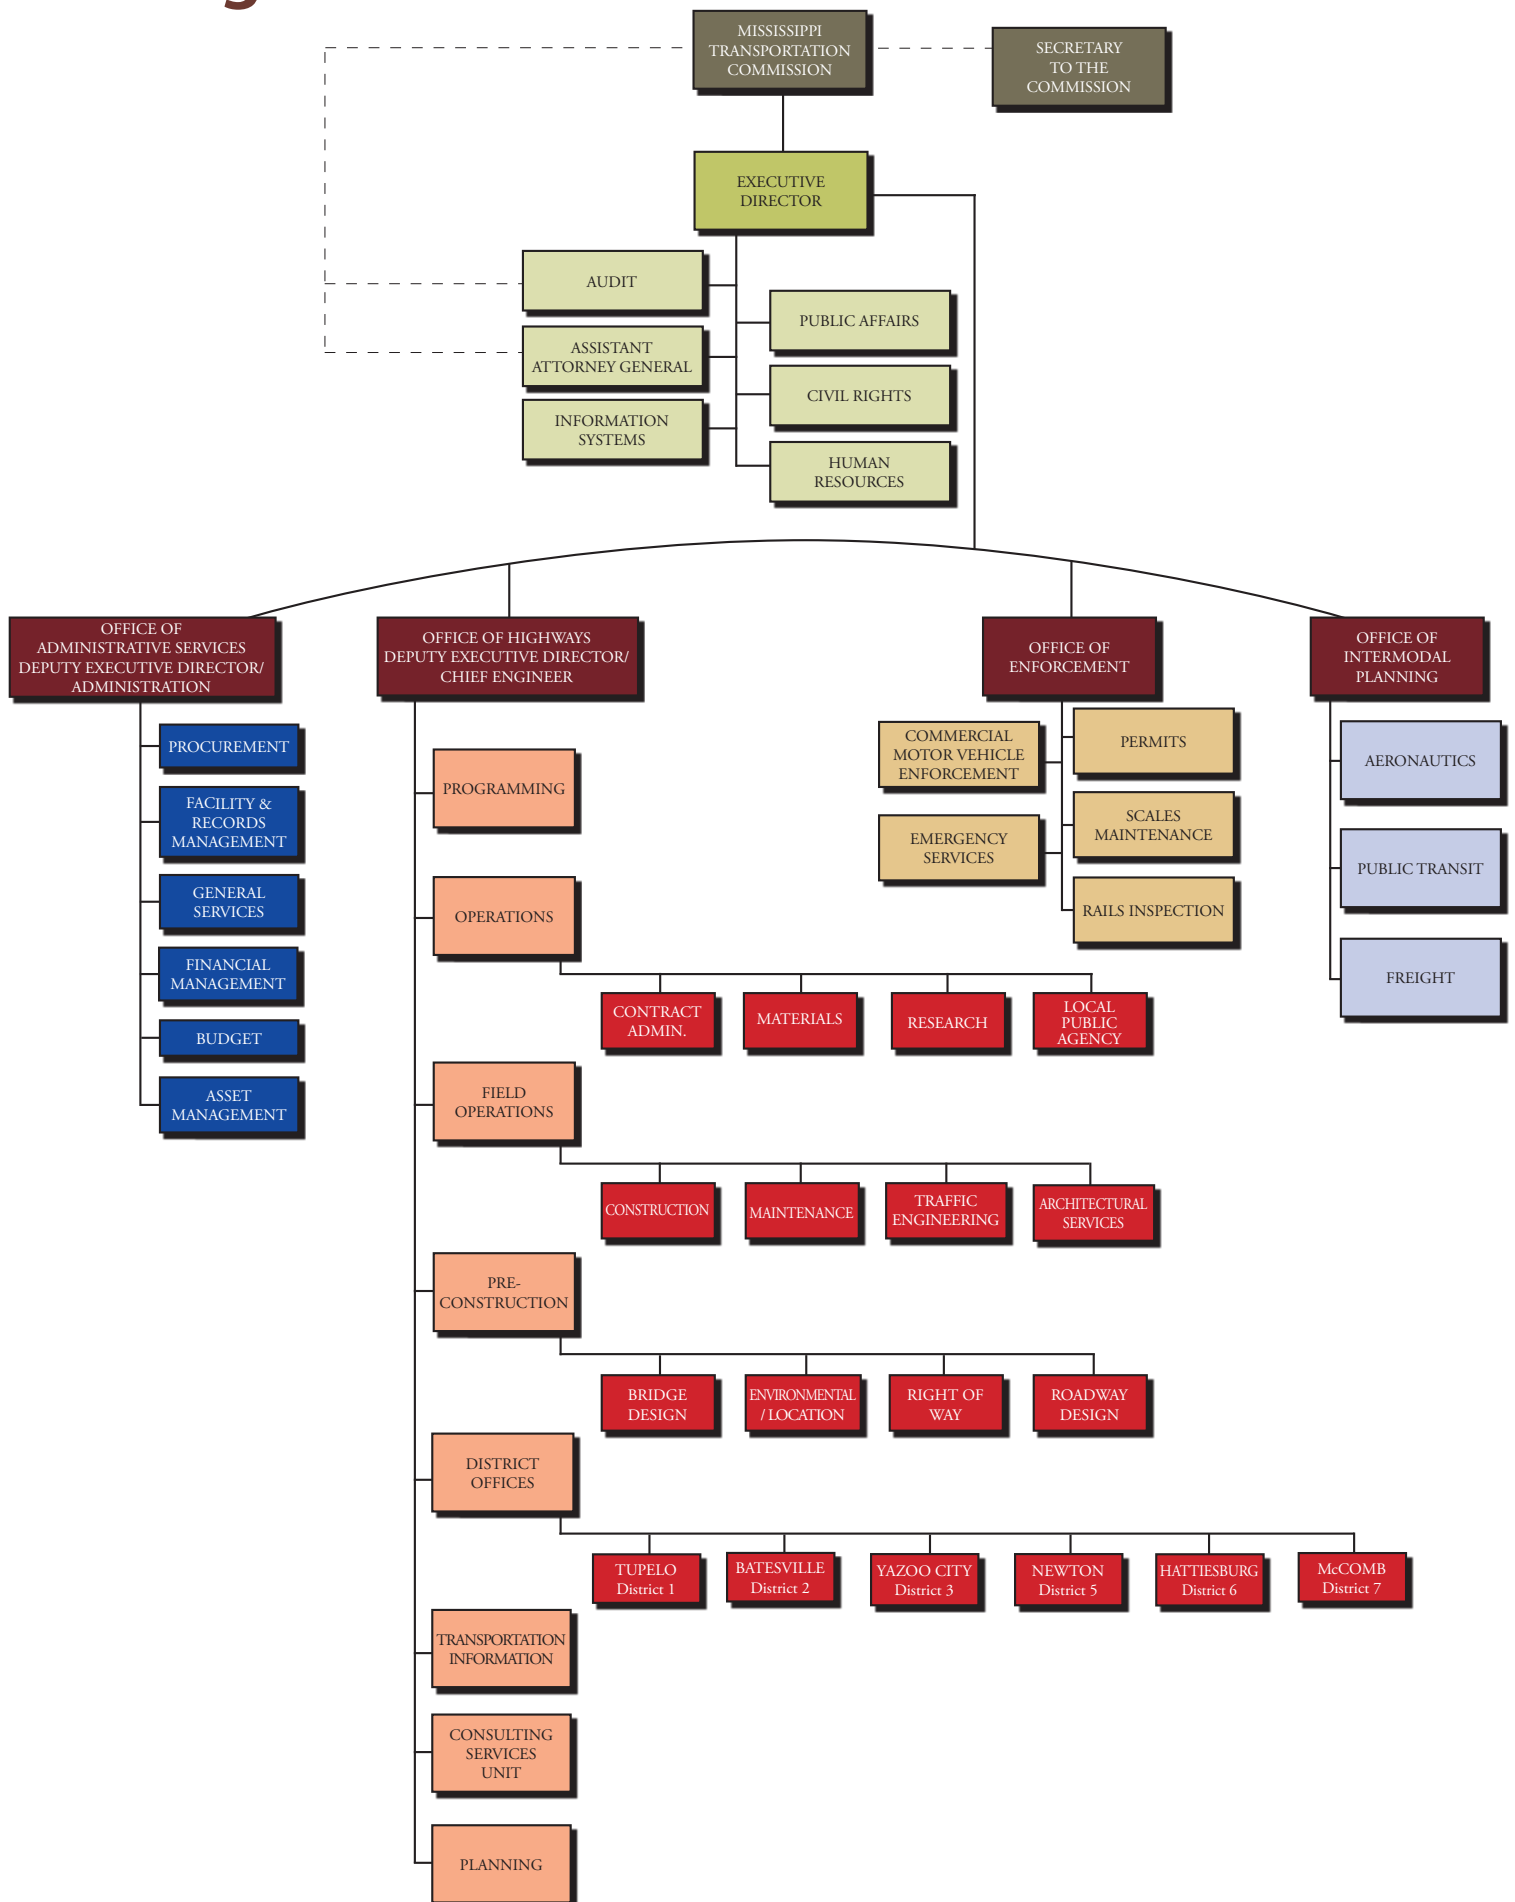 MISSISSIPPI
TRANSPORTATION
COMMISSION
SECRETARY
TO THE
COMMISSION
EXECUTIVE
DIRECTOR
AUDIT
PUBLIC AFFAIRS
ASSISTANT
ATTORNEY GENERAL
CIVIL RIGHTS
INFORMATION
SYSTEMS
HUMAN
RESOURCES
OFFICE OF
ADMINISTRATIVE SERVICES
DEPUTY EXECUTIVE DIRECTOR/
ADMINISTRATION
OFFICE OF HIGHWAYS
DEPUTY EXECUTIVE DIRECTOR/
CHIEF ENGINEER
OFFICE OF
ENFORCEMENT
OFFICE OF
INTERMODAL
PLANNING
PROCUREMENT
FACILITY &
RECORDS
MANAGEMENT
GENERAL
SERVICES
FINANCIAL
MANAGEMENT
BUDGET
ASSET
MANAGEMENT
PROGRAMMING
OPERATIONS
CONTRACT
ADMIN.
MATERIALS
RESEARCH
LOCAL
PUBLIC
AGENCY
FIELD
OPERATIONS
CONSTRUCTION
MAINTENANCE
TRAFFIC
ENGINEERING
ARCHITECTURAL
SERVICES
PRE-
CONSTRUCTION
BRIDGE
DESIGN
ENVIRONMENTAL
/ LOCATION
RIGHT OF
WAY
ROADWAY
DESIGN
DISTRICT
OFFICES
TUPELO
District 1
BATESVILLE
District 2
YAZOO CITY
District 3
NEWTON
District 5
HATTIESBURG
District 6
McCOMB
District 7
TRANSPORTATION
INFORMATION
CONSULTING
SERVICES
UNIT
PLANNING
COMMERCIAL
MOTOR VEHICLE
ENFORCEMENT
PERMITS
EMERGENCY
SERVICES
SCALES
MAINTENANCE
RAILS INSPECTION
AERONAUTICS
PUBLIC TRANSIT
FREIGHT